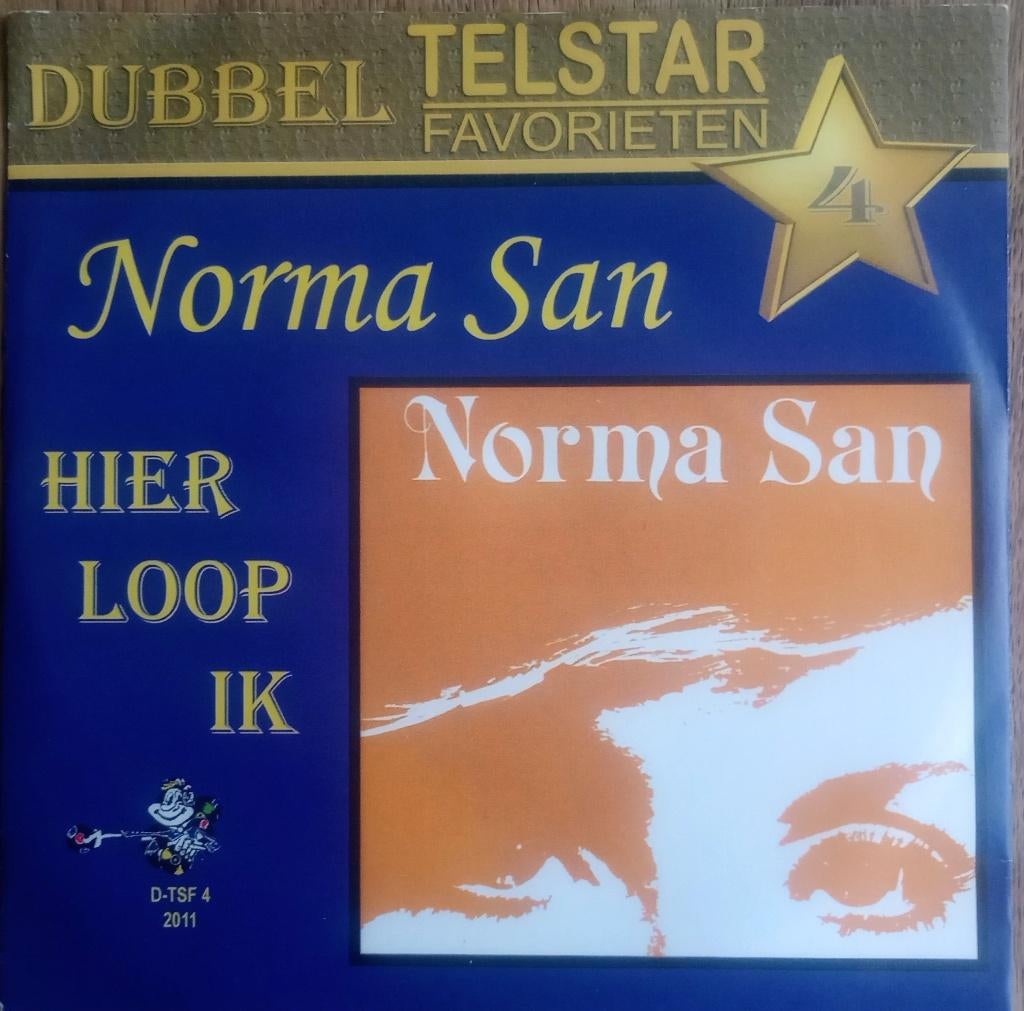 DUBBEL TELSTAR
FAVORIETEN
4
Norma San
Norma San
HIER
LOOP
IK
D-TSF 4
2011